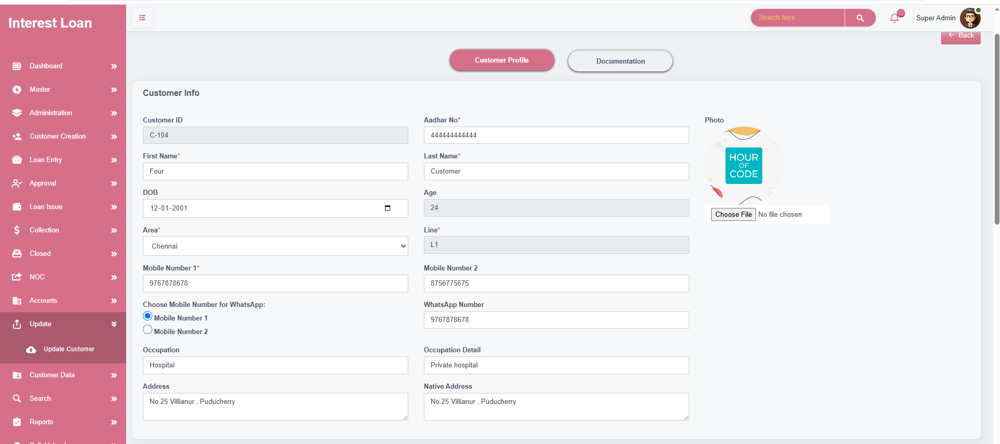 Interest Loan
Search here ...
Super Admin
Back
Dashboard
Master
Administration
Customer Creation
Loan Entry
Approval
Loan Issue
Collection
Closed
NOC
Accounts
Update
Update Customer
Customer Data
Search
Reports
Customer Profile
Documentation
Customer Info
Customer ID
C-104
Aadhar No*
444444444444
Photo
HOUR
OF
CODE
Choose File No file chosen
First Name*
Four
Last Name*
Customer
DOB
12-01-2001
Age
24
Area*
Chennai
Line*
L1
Mobile Number 1*
9767878678
Mobile Number 2
8756775675
Choose Mobile Number for WhatsApp:
Mobile Number 1
Mobile Number 2
WhatsApp Number
9767878678
Occupation
Hospital
Occupation Detail
Private hospital
Address
No.25 Villianur , Puducherry
Native Address
No.25 Villianur , Puducherry